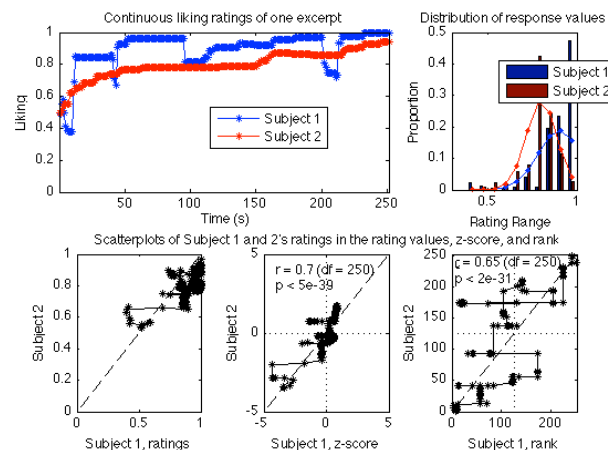 Continuous liking ratings of one excerpt
Distribution of response values
1
0.8
0.6
0.4
0.2
0
Liking
50
100
150
200
250
Time (s)
Subject 1
Subject 2
0.5
0.4
0.3
0.2
0.1
0
Proportion
0.5
1
Rating Range
Subject 1
Subject 2
Scatterplots of Subject 1 and 2's ratings in the rating values, z-score, and rank
1
0.8
0.6
0.4
0.2
0
Subject 2
0
0.5
1
Subject 1, ratings
r = 0.7 (df = 250)
p < 5e-39
5
0
-5
Subject 2
-5
0
5
Subject 1, z-score
r = 0.65 (df = 250)
p < 2e-31
250
200
150
100
50
0
Subject 2
0
100
200
Subject 1, rank